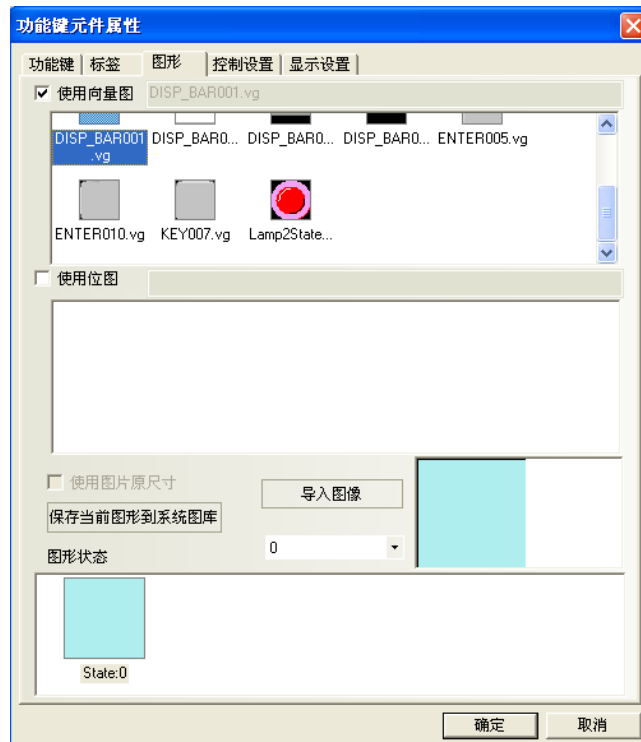 功能键元件属性
功能键 标签 图形 控制设置 显示设置
使用向量图 DISP_BAR001.vg
DISP_BAR001 DISP_BAR0... DISP_BAR0... DISP_BAR0... ENTER005.vg
.vg
ENTER010.vg KEY007.vg Lamp2State...
使用位图
使用图片原尺寸
导入图像
保存当前图形到系统图库
图形状态
0
State:0
确定 取消